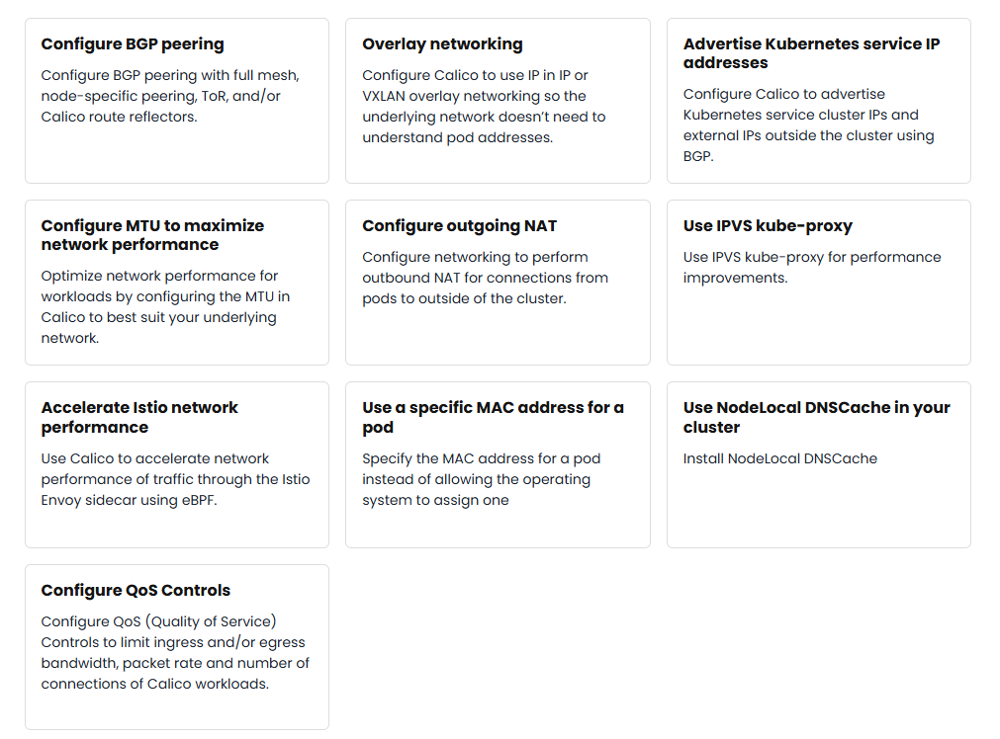 Configure BGP peering
Configure BGP peering with full mesh,
node-specific peering, ToR, and/or
Calico route reflectors.
Overlay networking
Configure Calico to use IP in IP or
VXLAN overlay networking so the
underlying network doesn’t need to
understand pod addresses.
Advertise Kubernetes service IP
addresses
Configure Calico to advertise
Kubernetes service cluster IPs and
external IPs outside the cluster using
BGP.
Configure MTU to maximize
network performance
Optimize network performance for
workloads by configuring the MTU in
Calico to best suit your underlying
network.
Configure outgoing NAT
Configure networking to perform
outbound NAT for connections from
pods to outside of the cluster.
Use IPVS kube-proxy
Use IPVS kube-proxy for performance
improvements.
Accelerate Istio network
performance
Use Calico to accelerate network
performance of traffic through the Istio
Envoy sidecar using eBPF.
Use a specific MAC address for a
pod
Specify the MAC address for a pod
instead of allowing the operating
system to assign one
Use NodeLocal DNSCache in your
cluster
Install NodeLocal DNSCache
Configure QoS Controls
Configure QoS (Quality of Service)
Controls to limit ingress and/or egress
bandwidth, packet rate and number of
connections of Calico workloads.